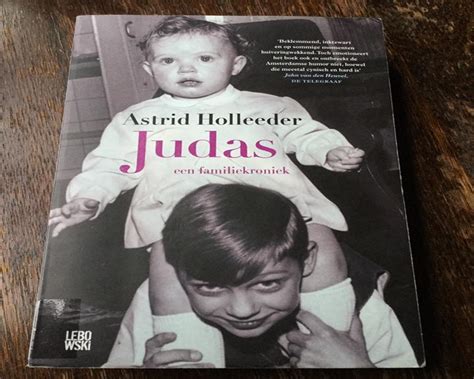 'Beklemmend, inktzwart
en op sommige momenten
huiveringwekkend. Toch emotioneert
het boek ook en ontbreekt de
Amsterdamse humor niet, hoewel
die meestal cynisch en hard is'
John van den Heuvel,
DE TELEGRAAF
Astrid Holleeder
Judas
een familiekroniek
LEBO
WSKI